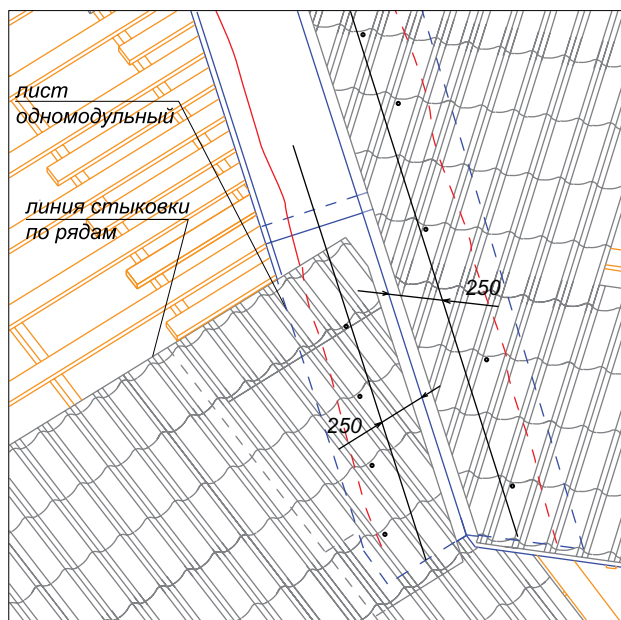 лист
одномодульный
линия стыковки
по рядам
250
250